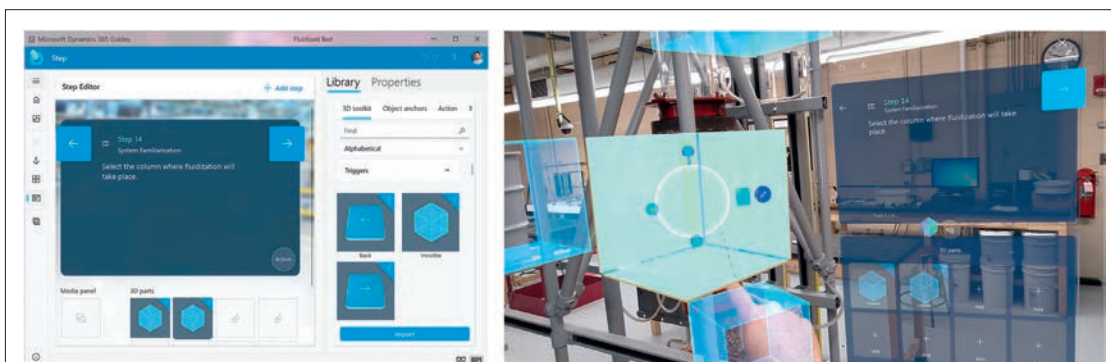 Microsoft Dynamics 365 Guides
Fluidized Bed
Step
Step Editor
Add step
Step 14
System Familiarization
Select the column where fluidization will
take place.
Action
Media panel
3D parts
Library Properties
3D toolkit Object anchors Action
Find
Alphabetical
Triggers
Back
Invisible
Import
Step 14
System Familiarization
Select the column where fluidization will take
place.
3D parts